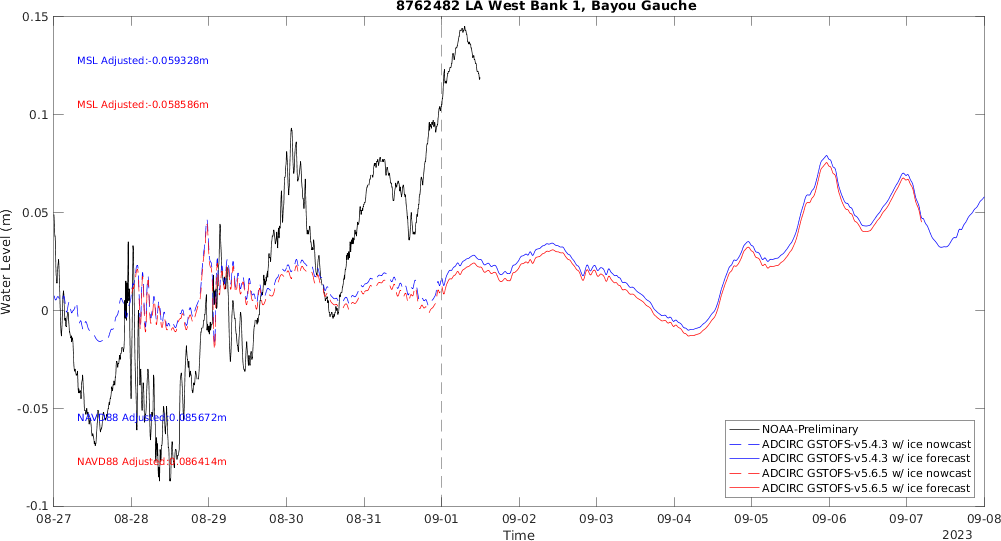 8762482 LA West Bank 1, Bayou Gauche
0.15
MSL Adjusted:-0.059328m
MSL Adjusted:-0.058586m
0.1
0.05
Water Level (m)
0
-0.05
NAVD88 Adjusted:0.085672m
NAVD88 Adjusted:0.086414m
-0.1
NOAA-Preliminary
ADCIRC GSTOFS-v5.4.3 w/ ice nowcast
ADCIRC GSTOFS-v5.4.3 w/ ice forecast
ADCIRC GSTOFS-v5.6.5 w/ ice nowcast
ADCIRC GSTOFS-v5.6.5 w/ ice forecast
08-27 08-28 08-29 08-30 08-31 09-01 09-02 09-03 09-04 09-05 09-06 09-07 09-08
Time
2023